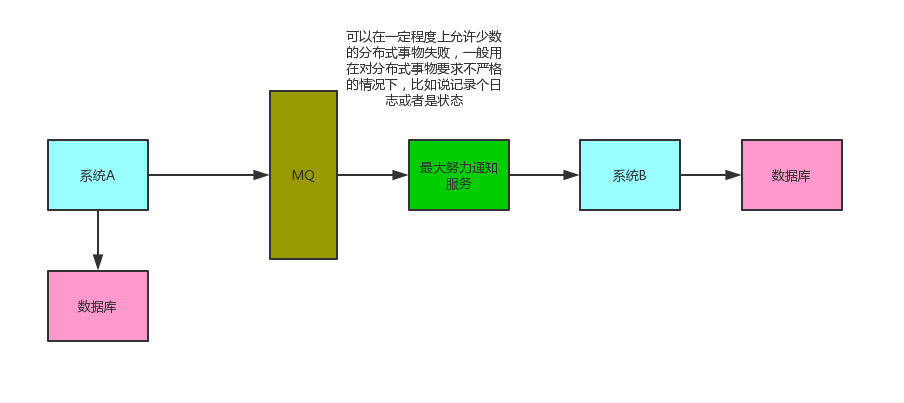 可以在一定程度上允许少数
的分布式事物失败，一般用
在对分布式事物要求不严格
的情况下，比如说记录个日
志或者是状态
系统A
MQ
最大努力通知
服务
系统B
数据库
数据库